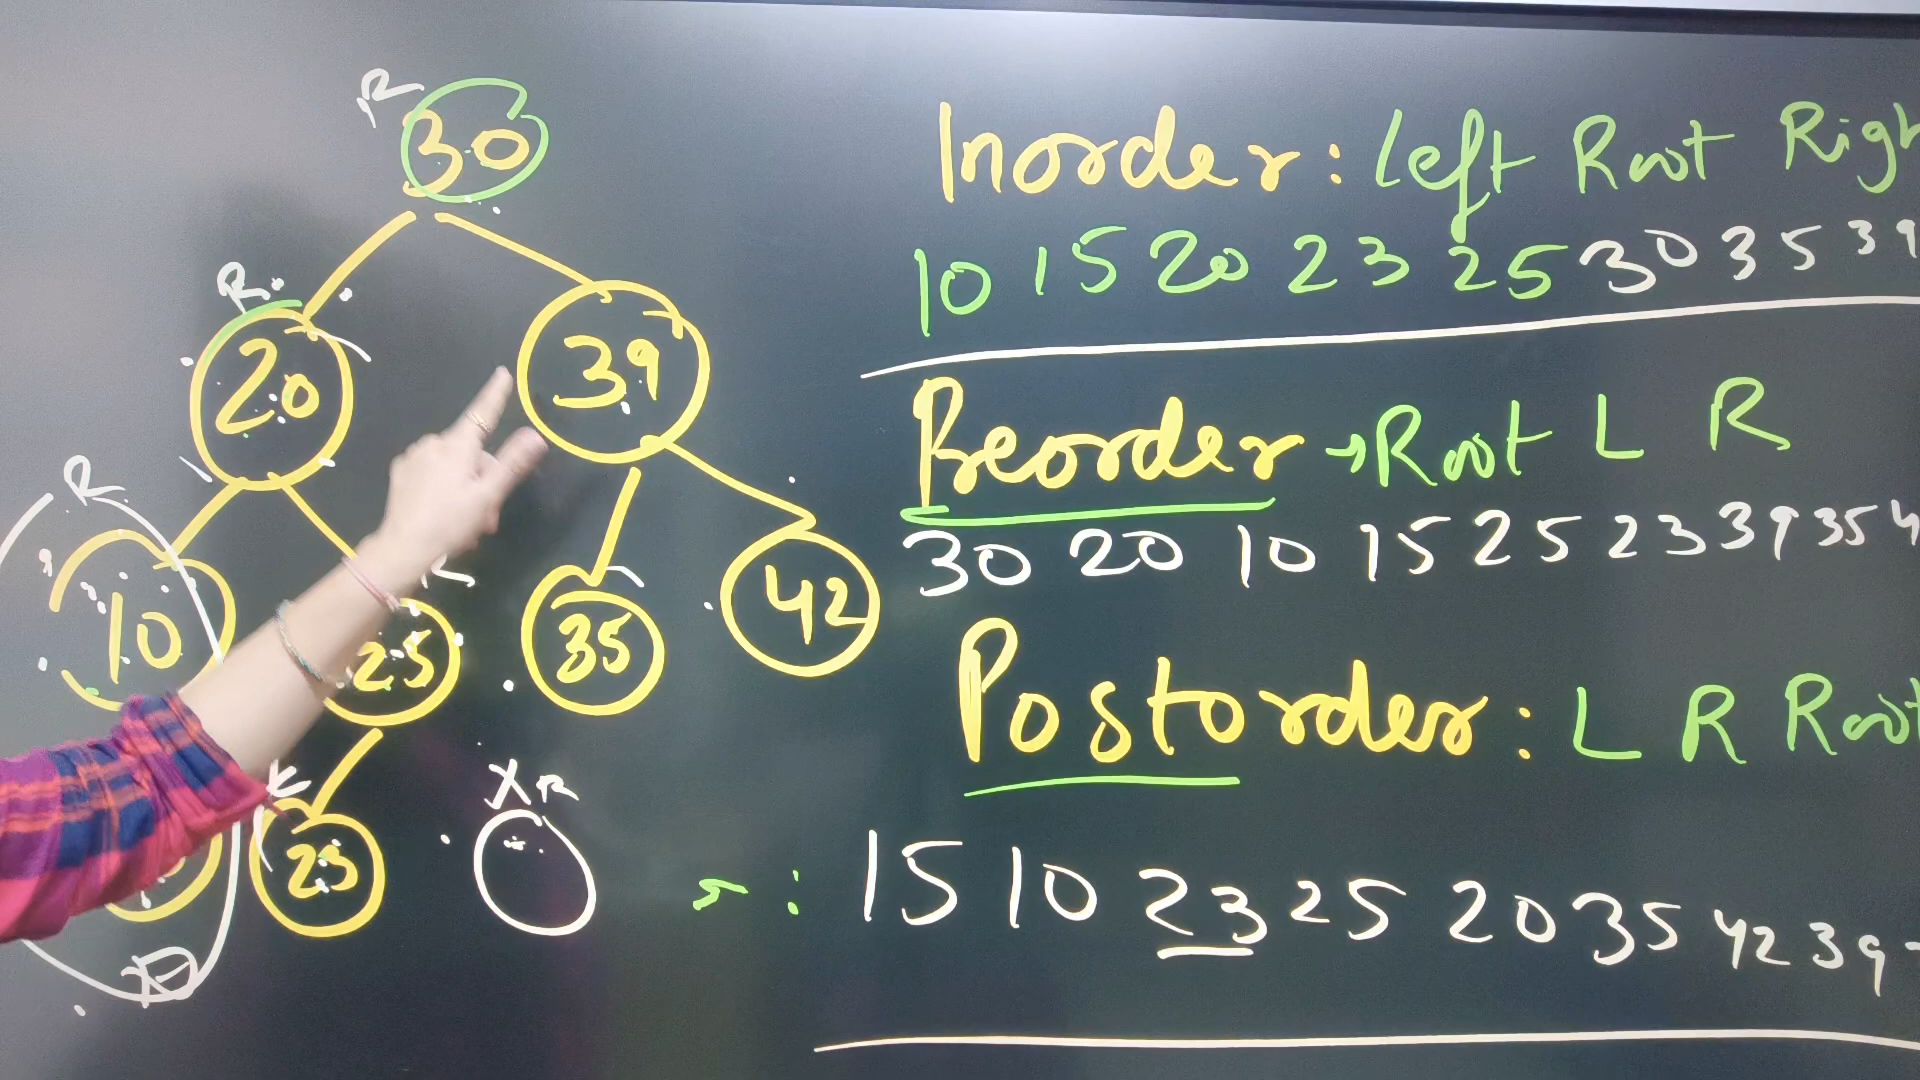 R
30
R
20
39
R
10
25
35
42
23
X R
R
Inorder: Left Root Righ
10 15 20 23 25 30 35 39
Preorder → Root L R
30 20 10 15 25 23 39 35 4
Postorder: L R Root
: 15 10 23 25 20 35 42 39